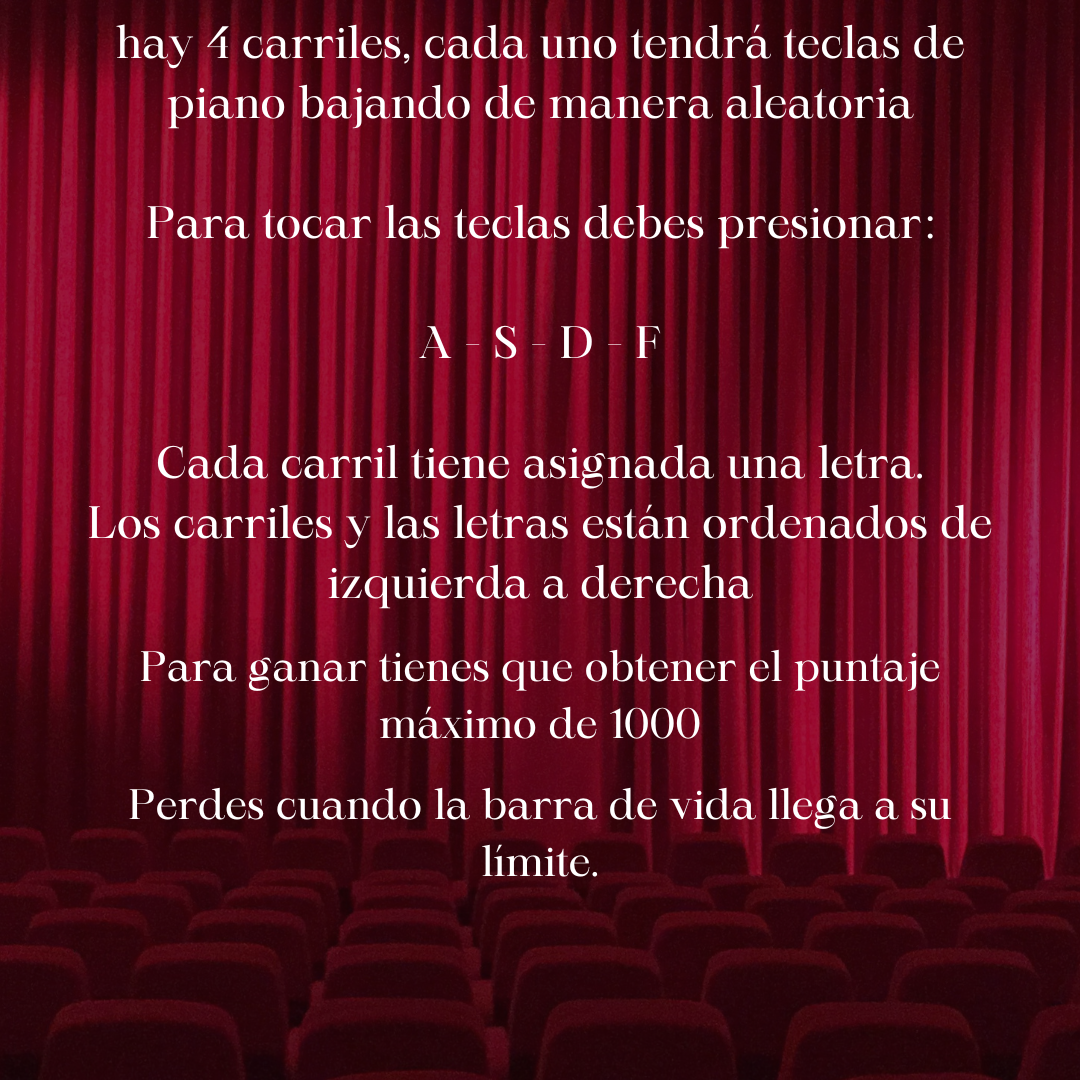 hay 4 carriles, cada uno tendrá teclas de
piano bajando de manera aleatoria
Para tocar las teclas debes presionar:
A - S - D - F
Cada carril tiene asignada una letra.
Los carriles y las letras están ordenados de
izquierda a derecha
Para ganar tienes que obtener el puntaje
máximo de 1000
Perdes cuando la barra de vida llega a su
límite.